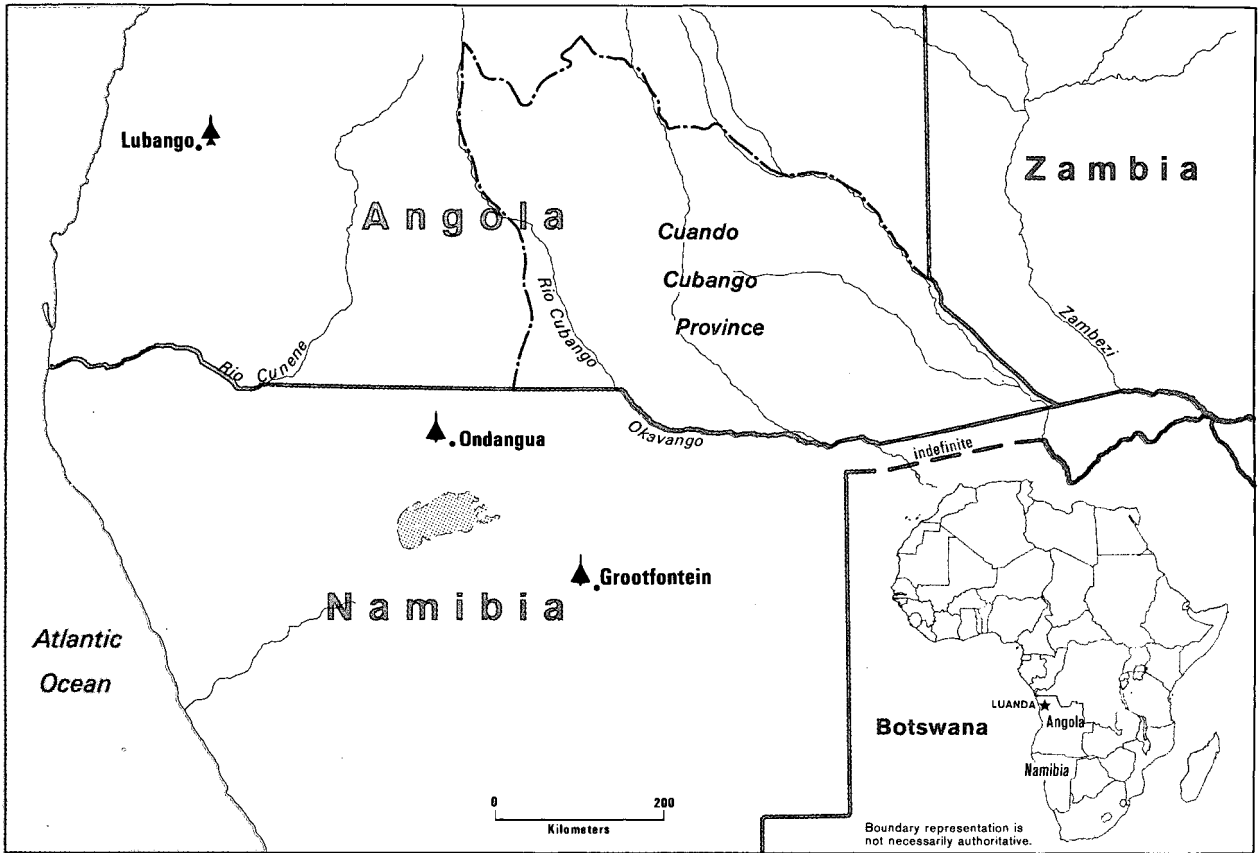 Lubango
Angola
Zambia
Cuando
Cubango
Province
Rio Cubango
Zambezi
Rio Cunene
Ondangua
Okavango
indefinite
Grootfontein
Namibia
Atlantic
Ocean
Botswana
LUANDA
Angola
Namibia
0 200
Kilometers
Boundary representation is
not necessarily authoritative.